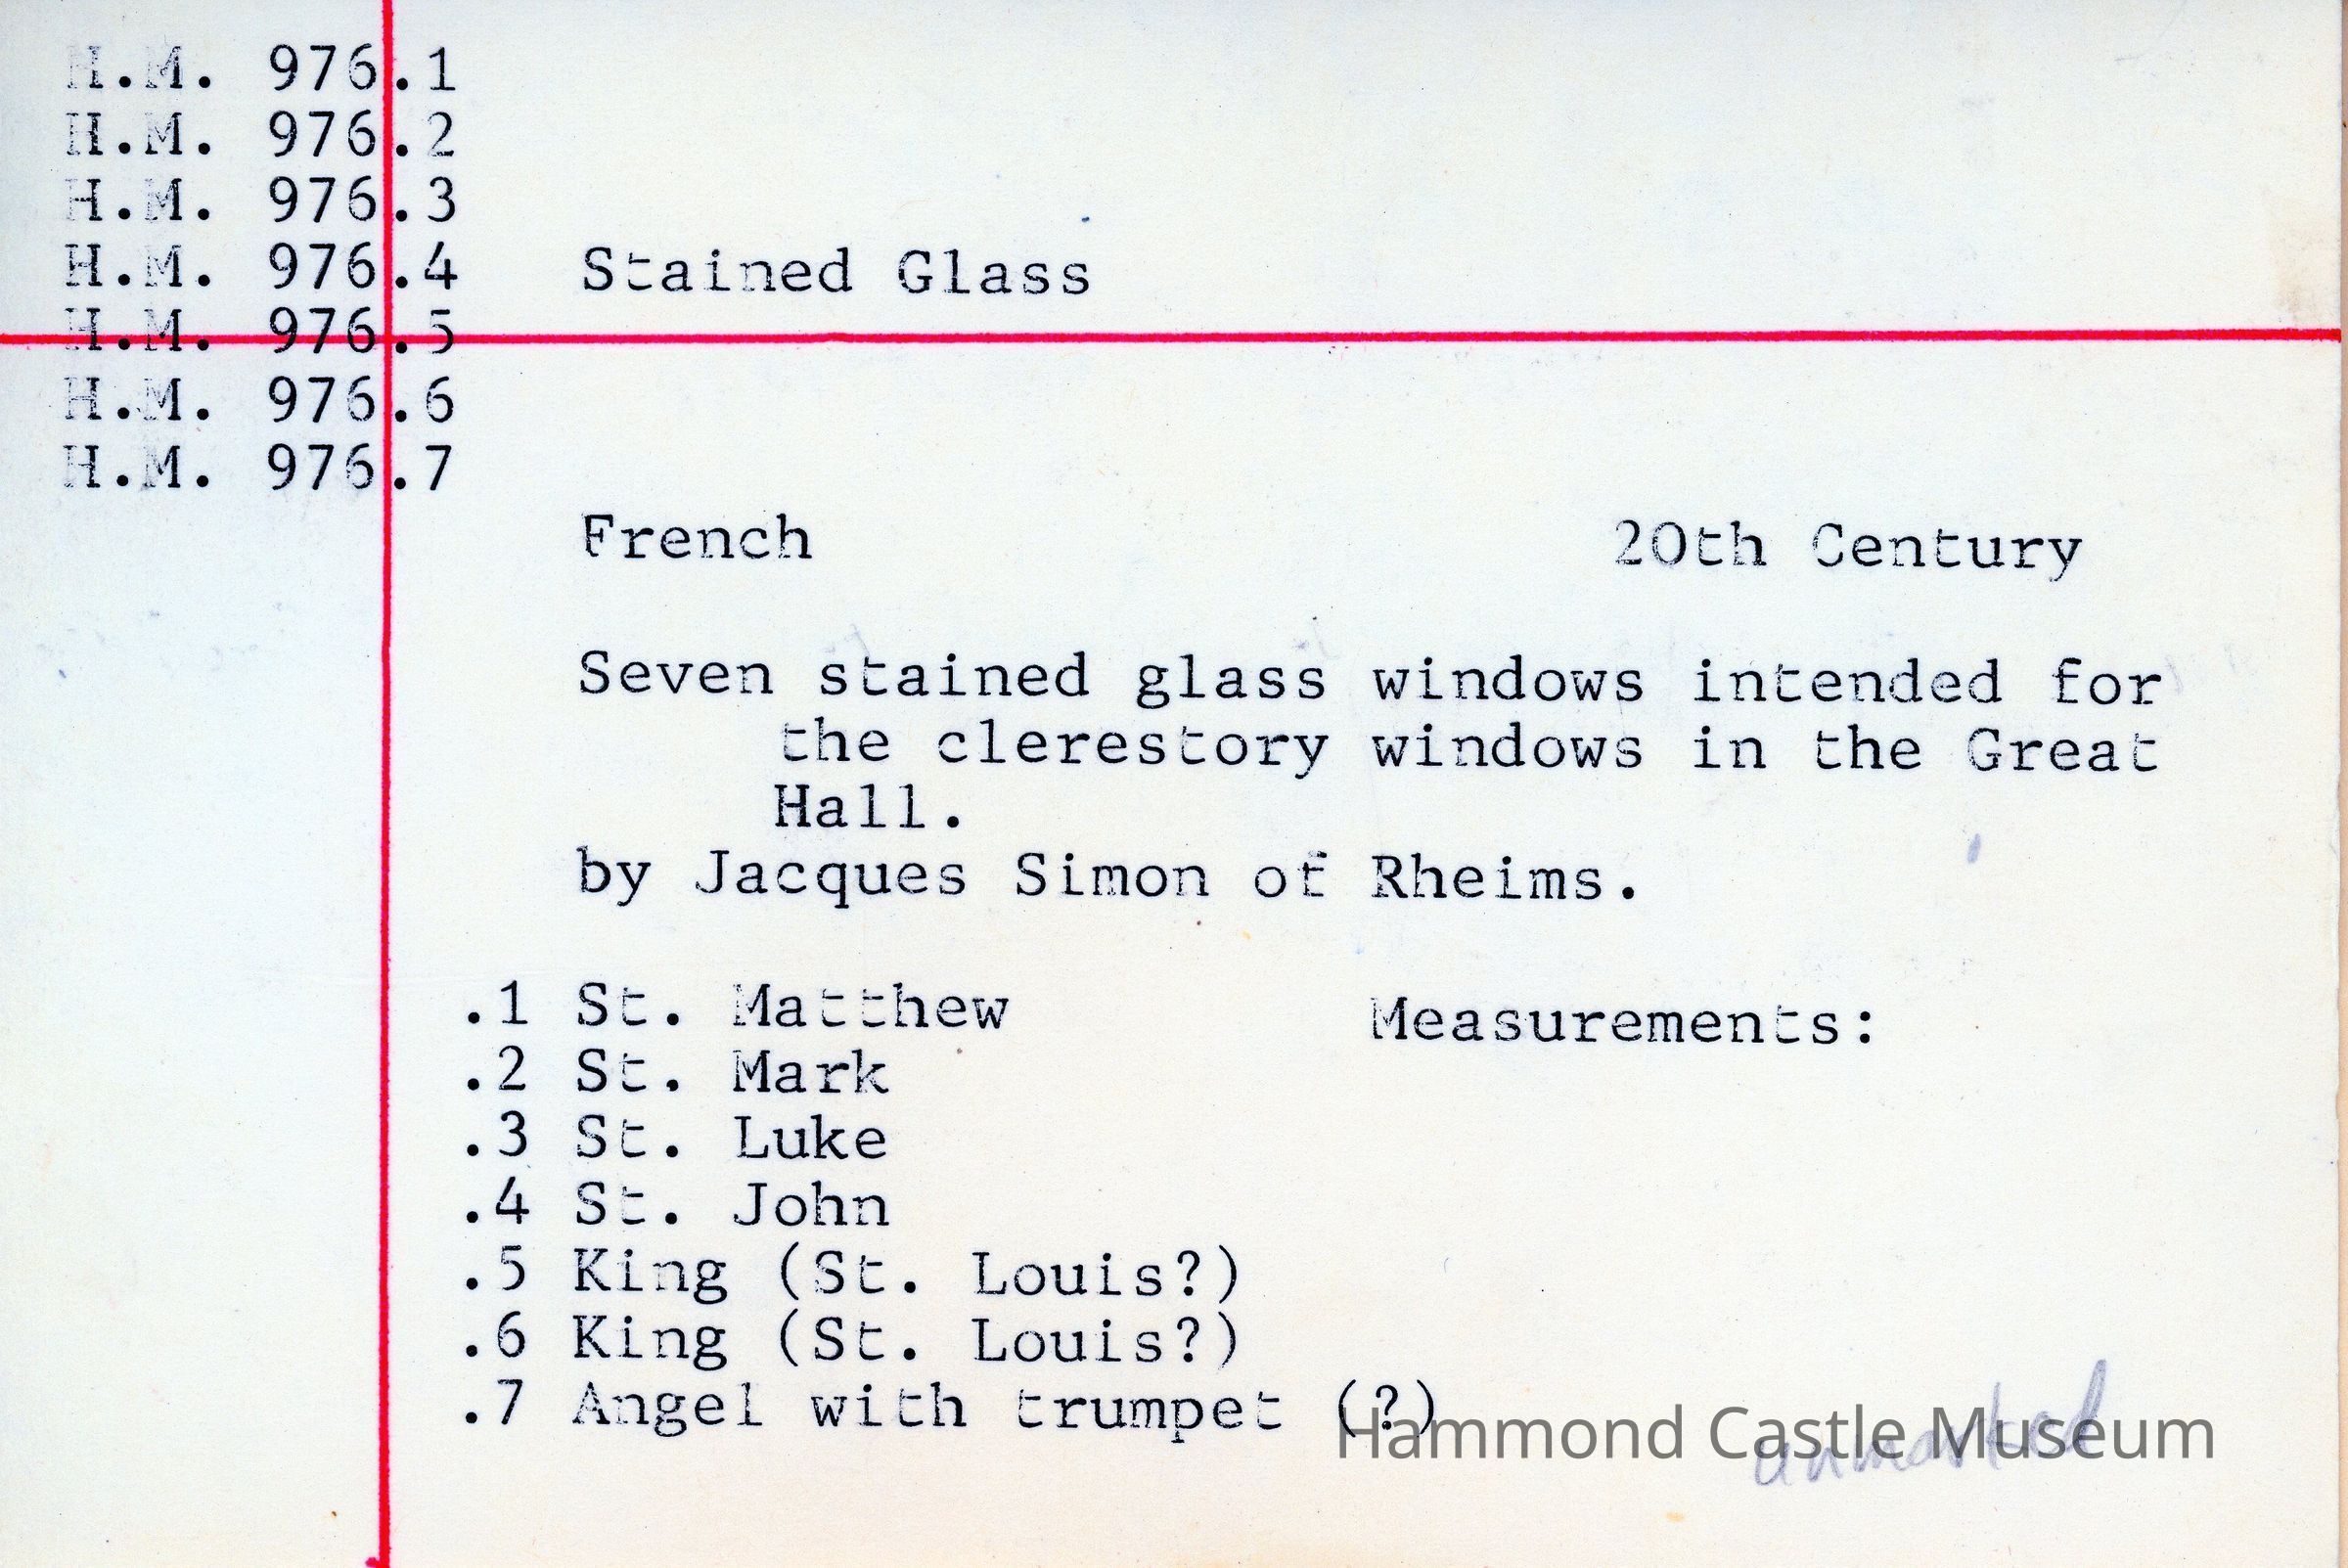 H.M. 976.1
H.M. 976.2
H.M. 976.3
H.M. 976.4 Stained Glass
H.M. 976.5
H.M. 976.6
H.M. 976.7
French 20th Century
Seven stained glass windows intended for
the clerestory windows in the Great
Hall.
by Jacques Simon of Rheims.
.1 St. Matthew Measurements:
.2 St. Mark
.3 St. Luke
.4 St. John
.5 King (St. Louis?)
.6 King (St. Louis?)
.7 Angel with trumpet (?)
Hammond Castle Museum